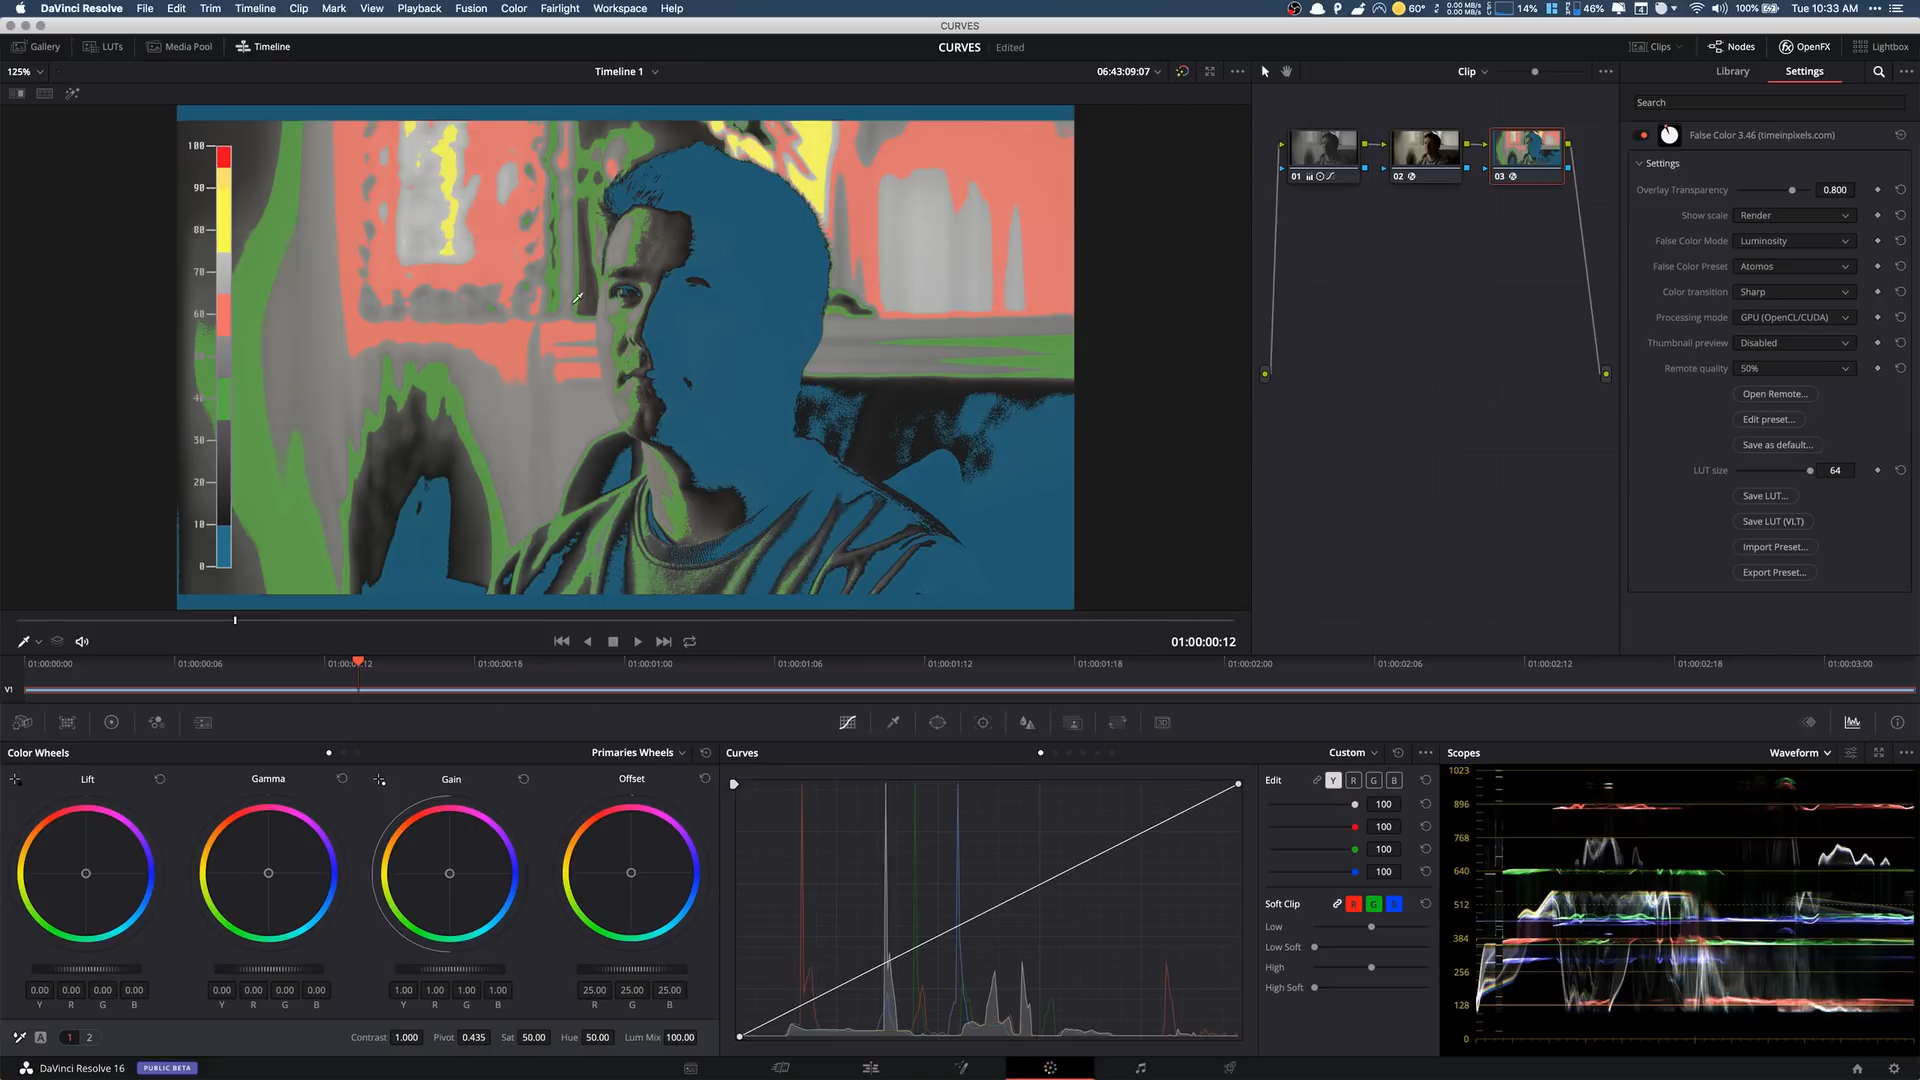 DaVinci Resolve File Edit Trim Timeline Clip Mark View Playback Fusion Color Fairlight Workspace Help
60° 0.00 MB/s 0.00 MB/s 14% 46% 4 100% Tue 10:33 AM
CURVES
Gallery LUTs Media Pool Timeline CURVES Edited Clips Nodes OpenFX Lightbox
125% Timeline 1 06:43:09:07 Clip Library Settings
Search
False Color 3.46 (timeinpixels.com)
Settings
Overlay Transparency 0.800
Show scale Render
False Color Mode Luminosity
False Color Preset Atomos
Color transition Sharp
Processing mode GPU (OpenCL/CUDA)
Thumbnail preview Disabled
Remote quality 50%
Open Remote...
Edit preset...
Save as default...
LUT size 64
Save LUT...
Save LUT (VLT)
Import Preset...
Export Preset...
100
90
80
70
60
40
30
20
10
0
01 02 03
01:00:00:12
01:00:00:00 01:00:00:06 01:00:00:12 01:00:00:18 01:00:01:00 01:00:01:06 01:00:01:12 01:00:01:18 01:00:02:00 01:00:02:06 01:00:02:12 01:00:02:18 01:00:03:00
V1
Color Wheels Primaries Wheels Curves Custom Scopes Waveform
Lift Gamma Gain Offset
0.00 0.00 0.00 0.00 0.00 0.00 0.00 0.00 1.00 1.00 1.00 1.00 25.00 25.00 25.00
Y R G B Y R G B Y R G B R G B
1 2 Contrast 1.000 Pivot 0.435 Sat 50.00 Hue 50.00 Lum Mix 100.00
Edit Y R G B
100
100
100
100
Soft Clip R G B
Low
Low Soft
High
High Soft
1023
896
768
640
512
384
256
128
0
DaVinci Resolve 16 PUBLIC BETA